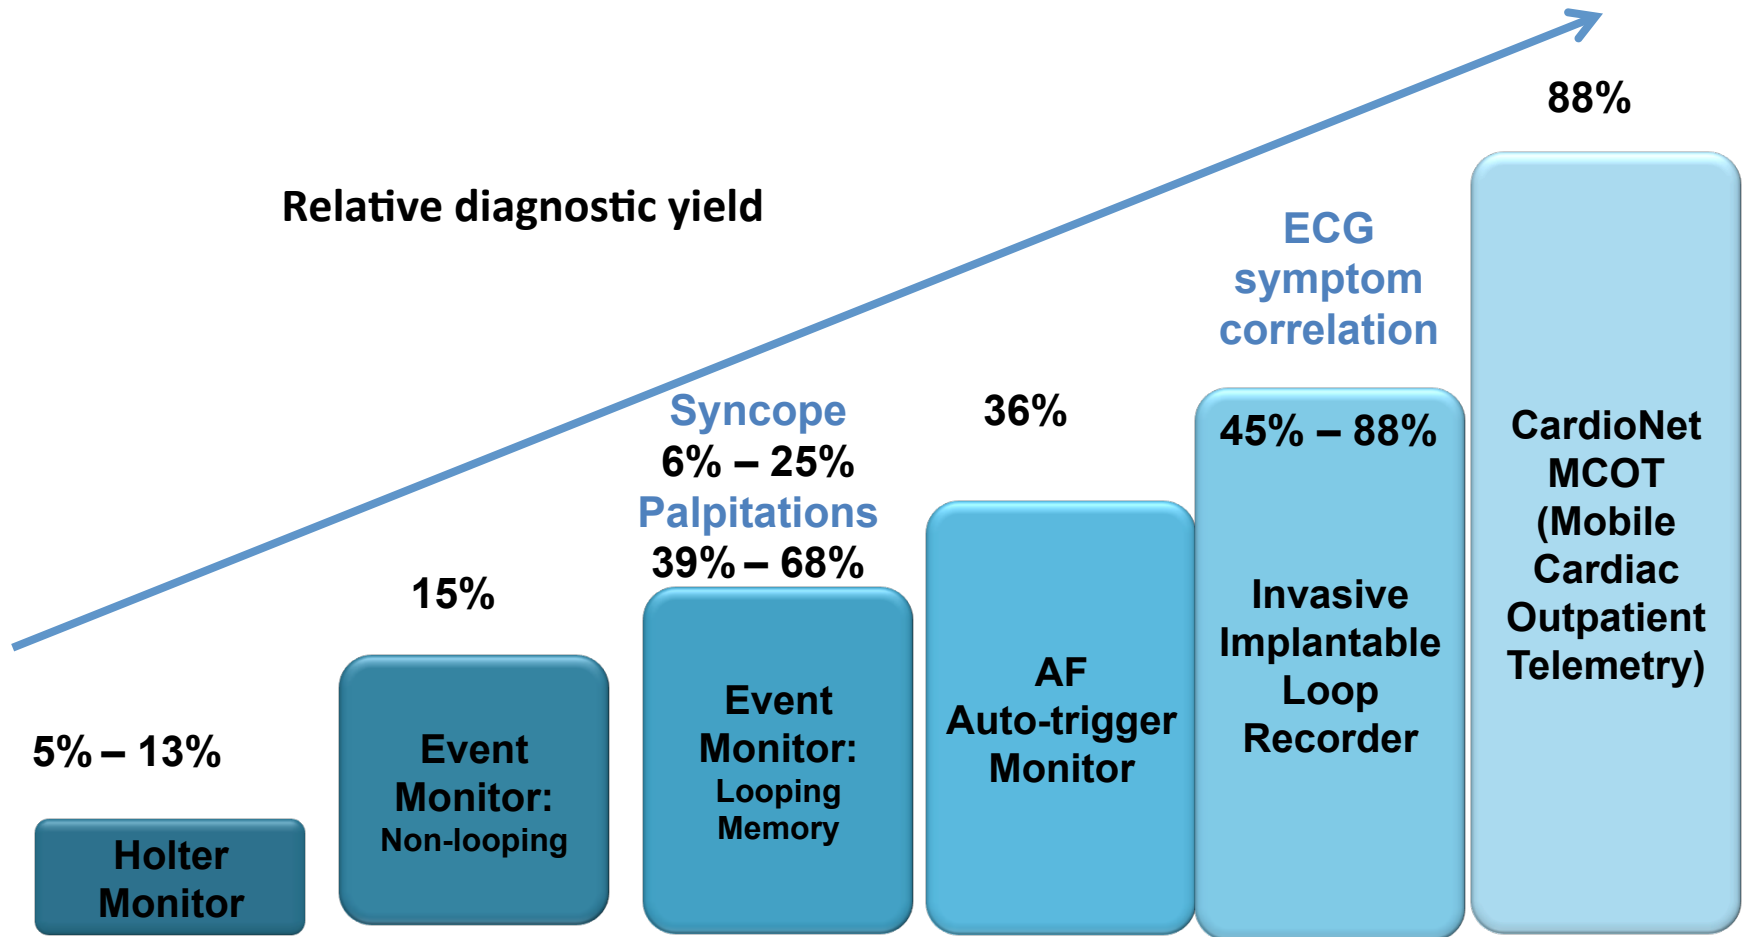 Relative diagnostic yield
5% – 13%
Holter
Monitor
15%
Event
Monitor:
Non-looping
Syncope
6% – 25%
Palpitations
39% – 68%
Event
Monitor:
Looping
Memory
36%
AF
Auto-trigger
Monitor
ECG
symptom
correlation
45% – 88%
Invasive
Implantable
Loop
Recorder
88%
CardioNet
MCOT
(Mobile
Cardiac
Outpatient
Telemetry)